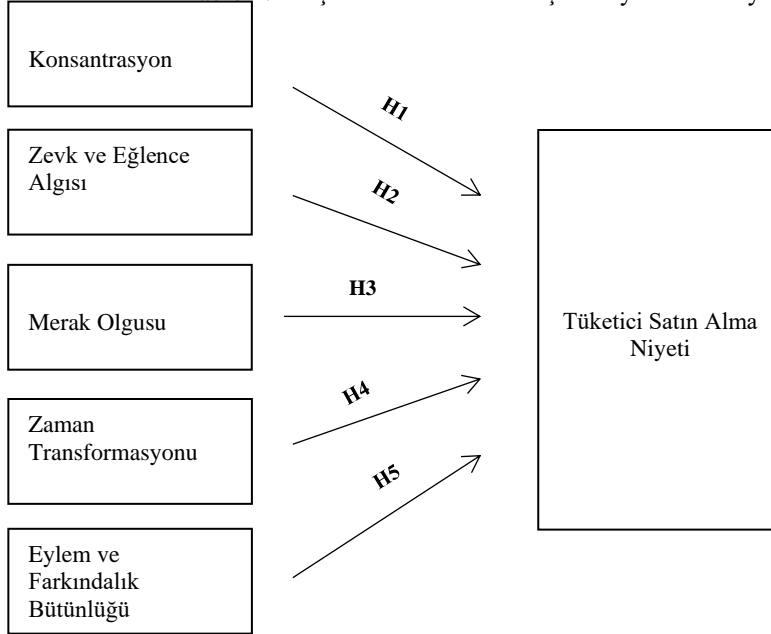 Konsantrasyon
H1
Zevk ve Eğlence
Algısı
H2
Merak Olgusu
H3
Tüketici Satın Alma
Niyeti
Zaman
Transformasyonu
H4
Eylem ve
Farkındalık
Bütünlüğü
H5